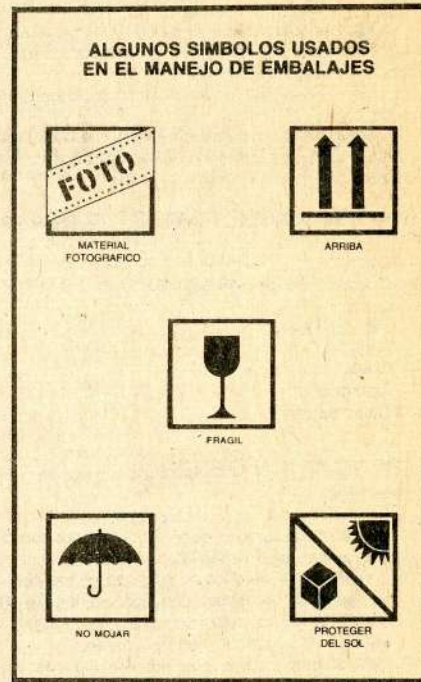 ALGUNOS SIMBOLOS USADOS
EN EL MANEJO DE EMBALAJES
FOTO
MATERIAL
FOTOGRAFICO
ARRIBA
FRAGIL
NO MOJAR
PROTEGER
DEL SOL